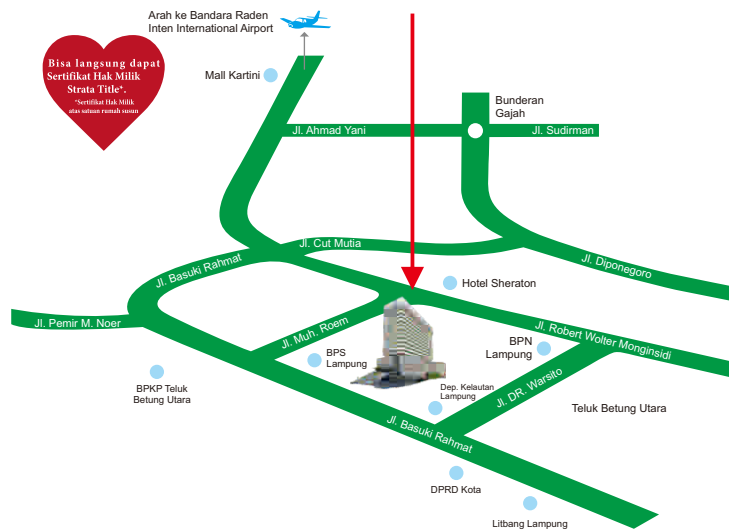 Arah ke Bandara Raden
Inten International Airport
Bisa langsung dapat
Sertifikat Hak Milik
Strata Title*.
*Sertifikat Hak Milik
atas satuan rumah susun
Mall Kartini
Bunderan
Gajah
Jl. Ahmad Yani
Jl. Sudirman
Jl. Cut Mutia
Jl. Basuki Rahmat
Jl. Diponegoro
Hotel Sheraton
Jl. Pemir M. Noer
Jl. Muh. Roem
Jl. Robert Wolter Monginsidi
BPS
Lampung
BPN
Lampung
BPKP Teluk
Betung Utara
Dep. Kelautan
Lampung
Jl. DR. Warsito
Teluk Betung Utara
Jl. Basuki Rahmat
DPRD Kota
Litbang Lampung